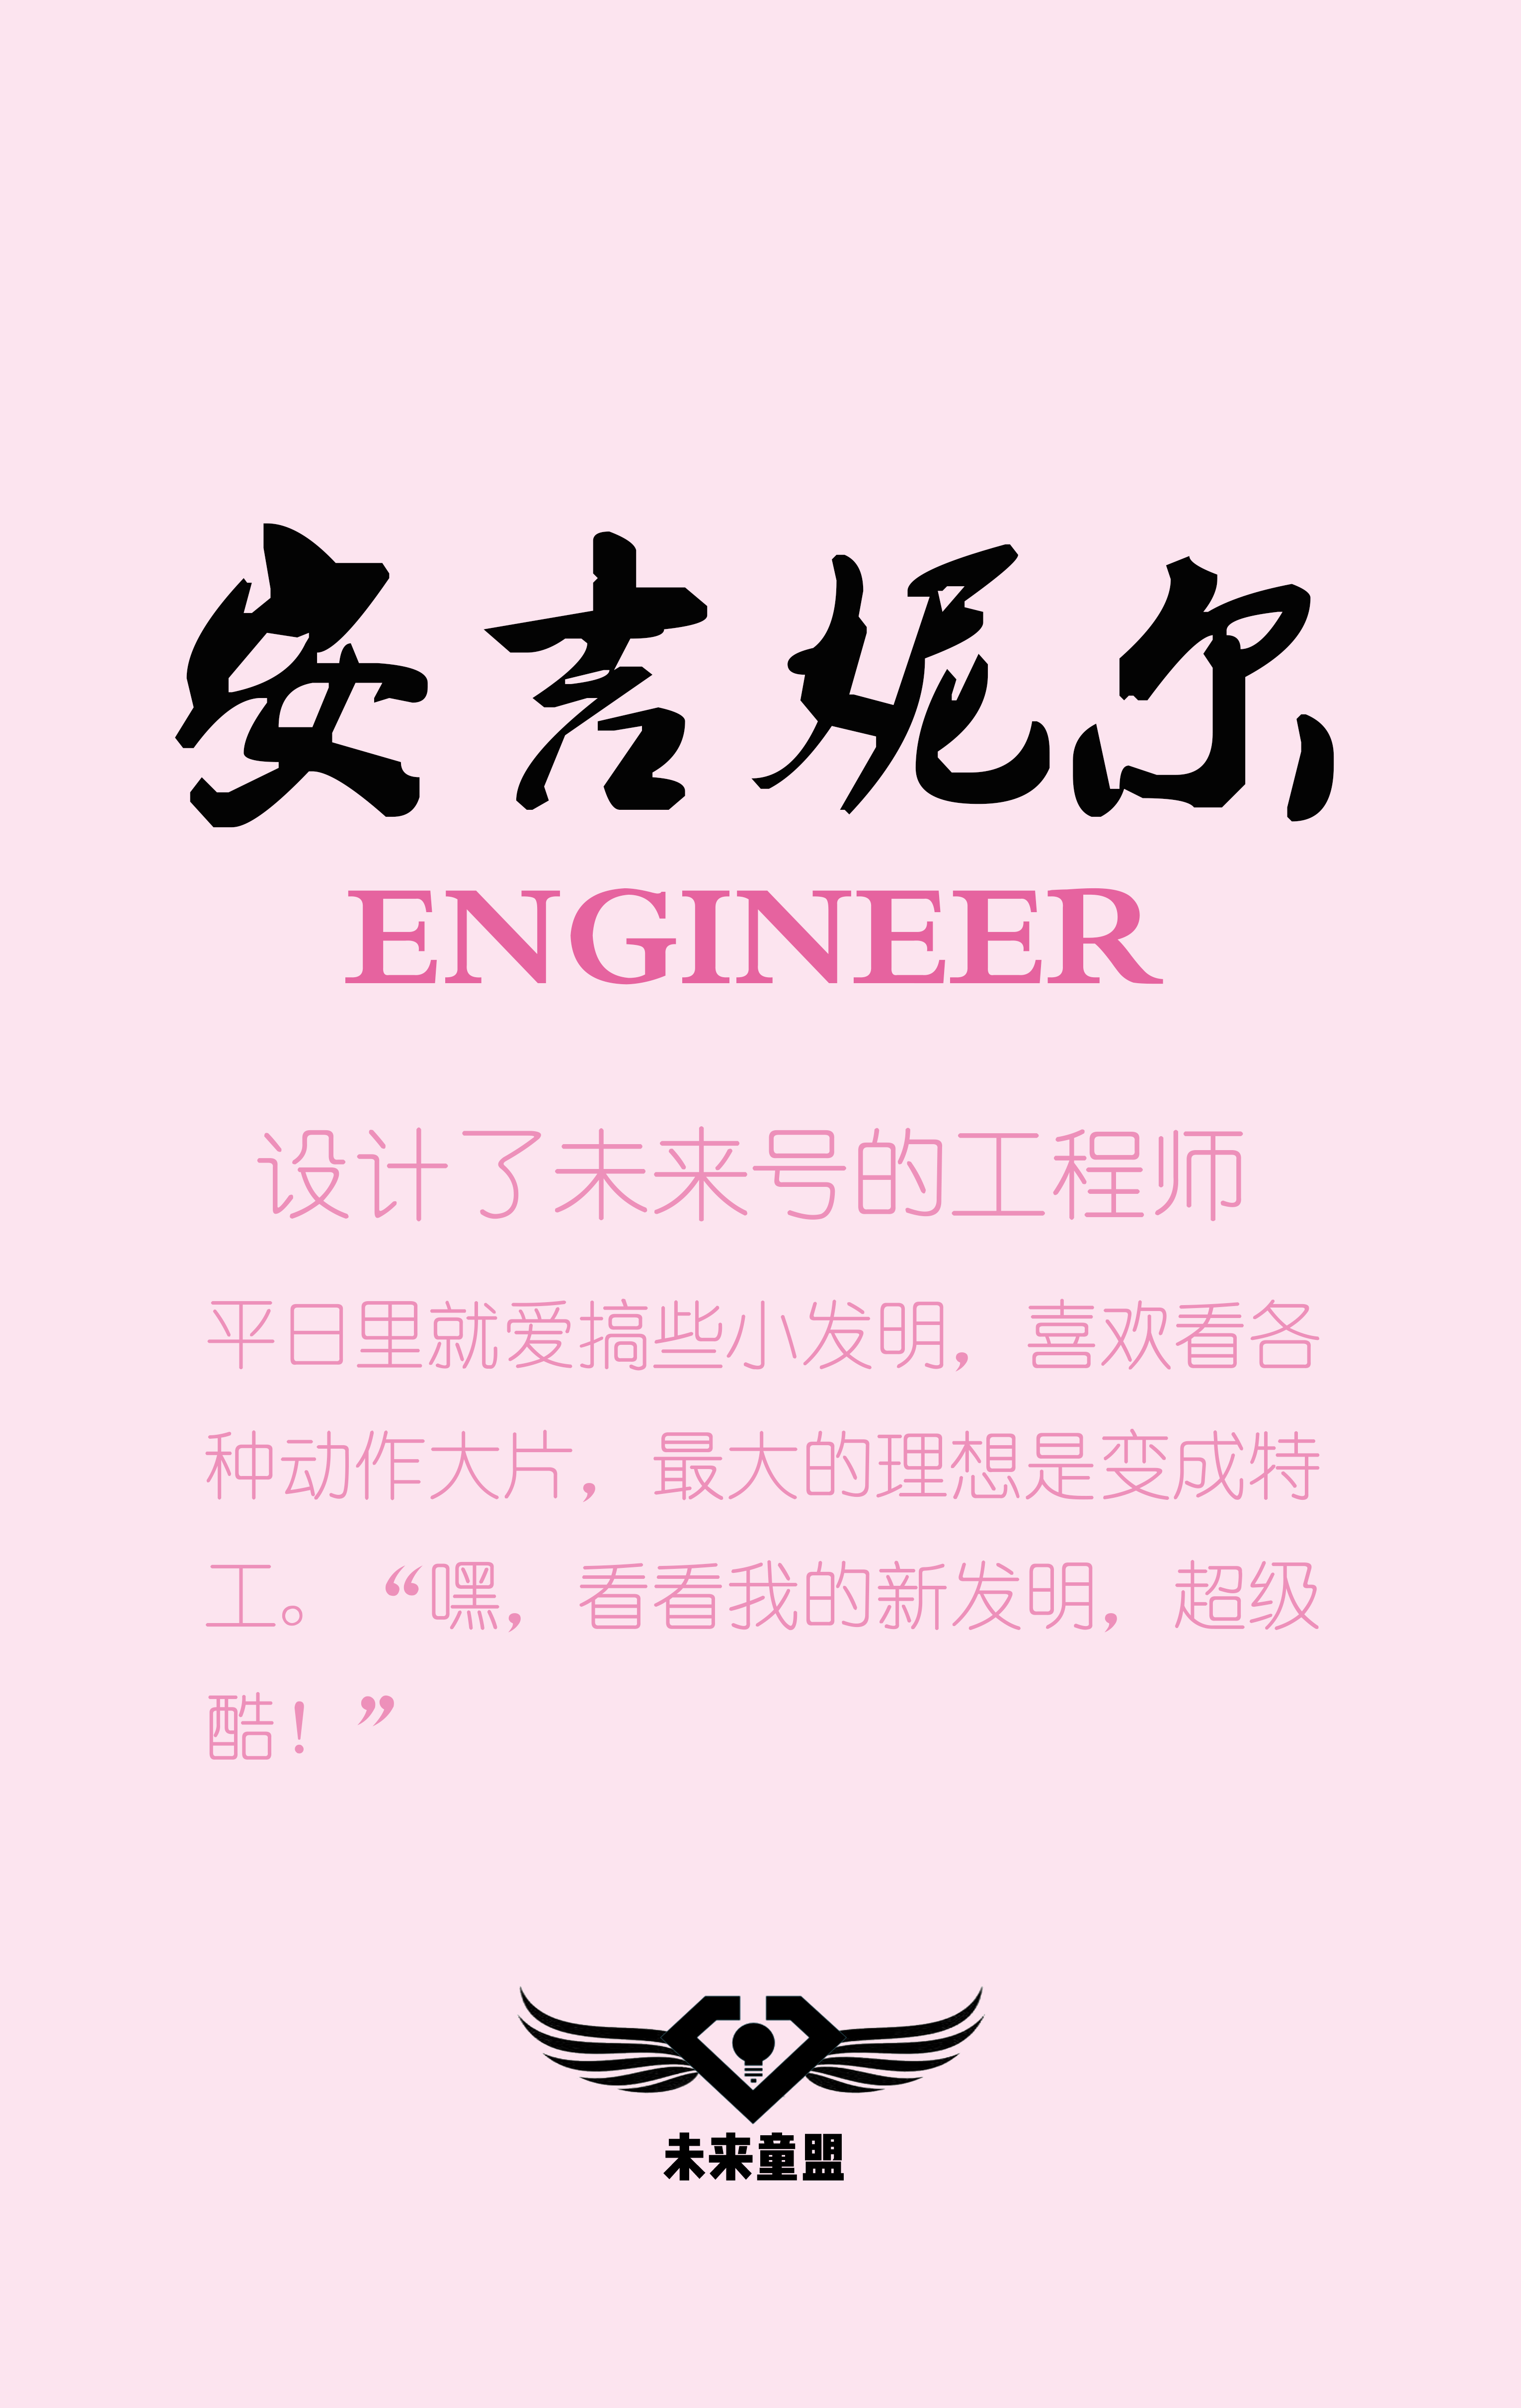 安吉妮尔
ENGINEER
设计了未来号的工程师
平日里就爱搞些小发明，喜欢看各
种动作大片，最大的理想是变成特
工。“嘿，看看我的新发明，超级
酷！”
未来童盟